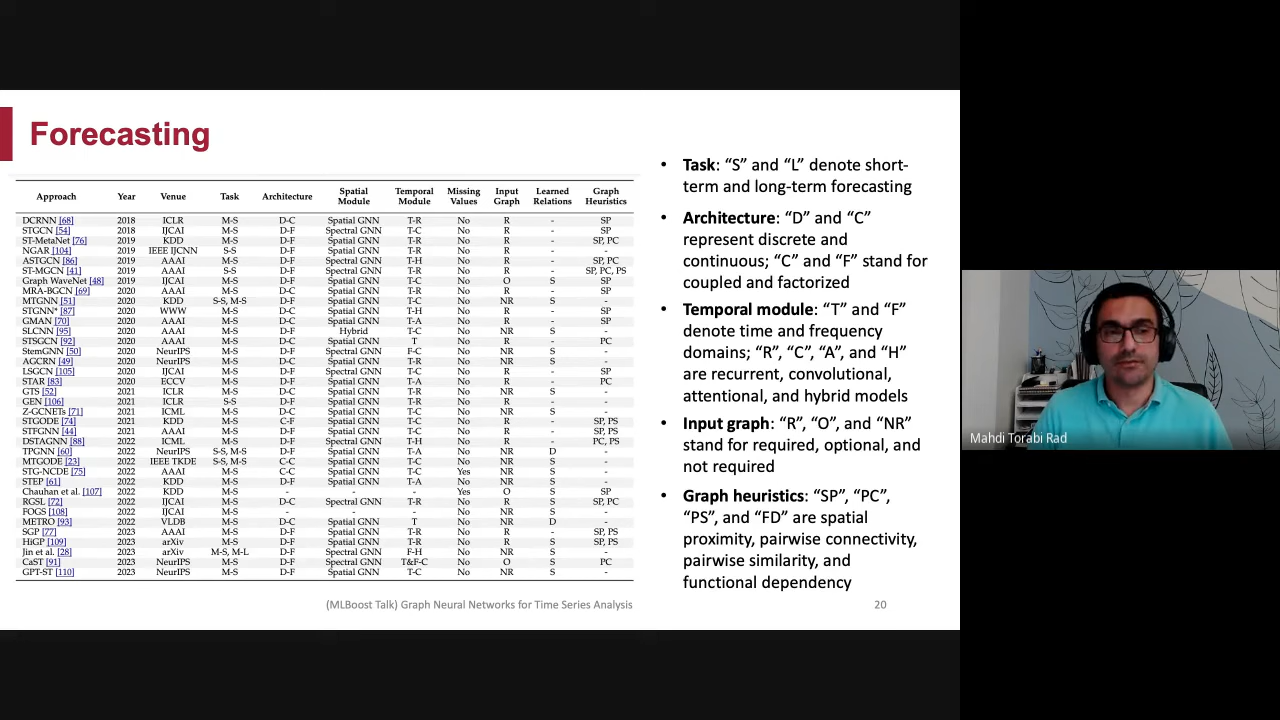 Forecasting
Approach Year Venue Task Architecture Spatial Module Temporal Module Missing Values Input Graph Learned Relations Graph Heuristics
DCRNN [68] 2018 ICLR M-S D-C Spatial GNN T-R No R - SP
STGCN [54] 2018 IJCAI M-S D-F Spectral GNN T-C No R - SP
ST-MetaNet [76] 2019 KDD M-S D-F Spatial GNN T-R No R - SP, PC
NGAR [104] 2019 IEEE IJCNN S-S D-F Spatial GNN T-R No R - -
ASTGCN [86] 2019 AAAI M-S D-F Spectral GNN T-H No R - SP, PC
ST-MGCN [41] 2019 AAAI S-S D-F Spectral GNN T-R No R - SP, PC, PS
Graph WaveNet [48] 2019 IJCAI M-S D-F Spatial GNN T-C No O S SP
MRA-BGCN [69] 2020 AAAI M-S D-C Spatial GNN T-R No R - SP
MTGNN [51] 2020 KDD S-S, M-S D-F Spatial GNN T-C No NR S -
STGNN* [87] 2020 WWW M-S D-C Spatial GNN T-H No R - SP
GMAN [70] 2020 AAAI M-S D-C Spatial GNN T-A No R - SP
SLCNN [95] 2020 AAAI M-S D-F Hybrid T-C No NR S -
STSGCN [92] 2020 AAAI M-S D-C Spatial GNN T No R - PC
StemGNN [50] 2020 NeurIPS M-S D-F Spectral GNN F-C No NR S -
AGCRN [49] 2020 NeurIPS M-S D-C Spatial GNN T-R No NR S -
LSGCN [105] 2020 IJCAI M-S D-F Spectral GNN T-C No R - SP
STAR [83] 2020 ECCV M-S D-F Spatial GNN T-A No R - PC
GTS [52] 2021 ICLR M-S D-C Spatial GNN T-R No NR S -
GEN [106] 2021 ICLR S-S D-F Spatial GNN T-R No R - -
Z-GCNETs [71] 2021 ICML M-S D-C Spatial GNN T-C No NR S -
STGODE [74] 2021 KDD M-S C-F Spatial GNN T-C No R - SP, PS
STFGNN [44] 2021 AAAI M-S D-F Spatial GNN T-C No R - SP, PS
DSTAGNN [88] 2022 ICML M-S D-F Spectral GNN T-H No R - PC, PS
TPGNN [60] 2022 NeurIPS S-S, M-S D-F Spatial GNN T-A No NR D -
MTGODE [23] 2022 IEEE TKDE S-S, M-S C-C Spatial GNN T-C No NR S -
STG-NCDE [75] 2022 AAAI M-S C-C Spatial GNN T-C Yes NR S -
STEP [61] 2022 KDD M-S D-F Spatial GNN T-A No NR S -
Chauhan et al. [107] 2022 KDD M-S - - - Yes O S SP
RGSL [72] 2022 IJCAI M-S D-C Spectral GNN T-R No R S SP, PC
FOGS [108] 2022 IJCAI M-S - - - No NR S -
METRO [93] 2022 VLDB M-S D-C Spatial GNN T No NR D -
SGP [77] 2023 AAAI M-S D-F Spatial GNN T-R No R - SP, PS
HiGP [109] 2023 arXiv M-S D-F Spatial GNN T-R No R S SP, PS
Jin et al. [28] 2023 arXiv M-S, M-L D-F Spectral GNN F-H No NR S -
CaST [91] 2023 NeurIPS M-S D-F Spectral GNN T&F-C No O S PC
GPT-ST [110] 2023 NeurIPS M-S D-F Spatial GNN T-C No NR S -
• Task: “S” and “L” denote short-
term and long-term forecasting
• Architecture: “D” and “C”
represent discrete and
continuous; “C” and “F” stand for
coupled and factorized
• Temporal module: “T” and “F”
denote time and frequency
domains; “R”, “C”, “A”, and “H”
are recurrent, convolutional,
attentional, and hybrid models
• Input graph: “R”, “O”, and “NR”
stand for required, optional, and
not required
• Graph heuristics: “SP”, “PC”,
“PS”, and “FD” are spatial
proximity, pairwise connectivity,
pairwise similarity, and
functional dependency
(MLBoost Talk) Graph Neural Networks for Time Series Analysis
20
Mahdi Torabi Rad